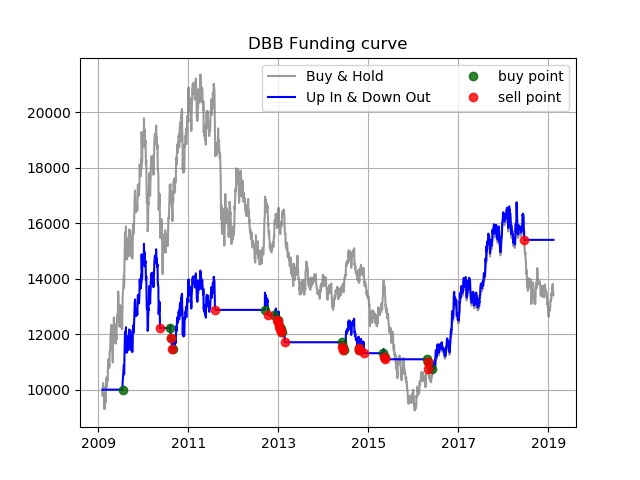 DBB Funding curve
Buy & Hold
Up In & Down Out
buy point
sell point
20000
18000
16000
14000
12000
10000
2009 2011 2013 2015 2017 2019